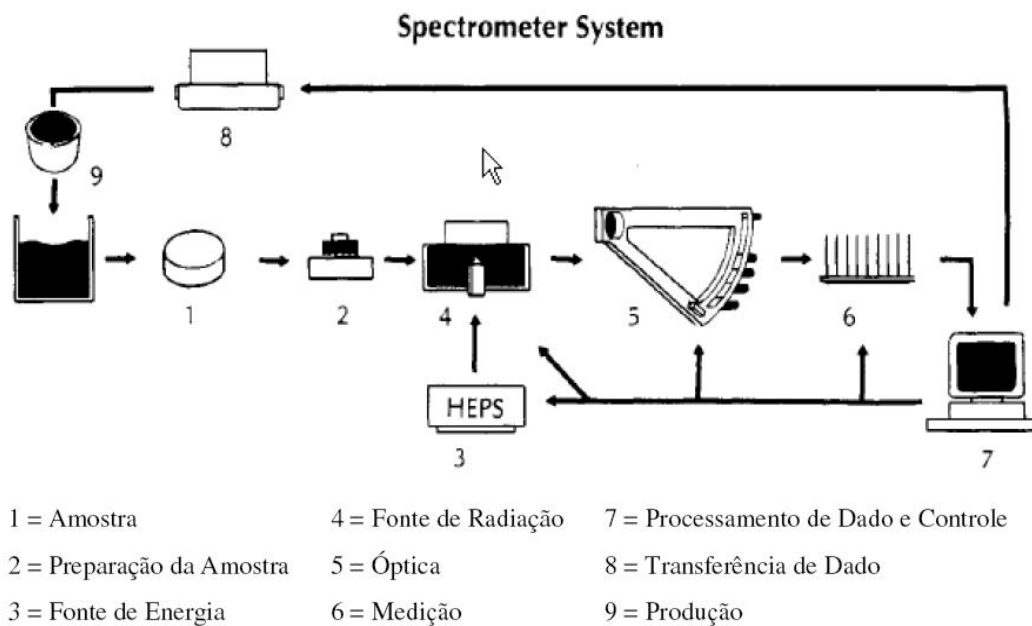 Spectrometer System
8
9
1
2
4
5
6
HEPS
3
7
1 = Amostra
4 = Fonte de Radiação
7 = Processamento de Dado e Controle
2 = Preparação da Amostra
5 = Óptica
8 = Transferência de Dado
3 = Fonte de Energia
6 = Medição
9 = Produção